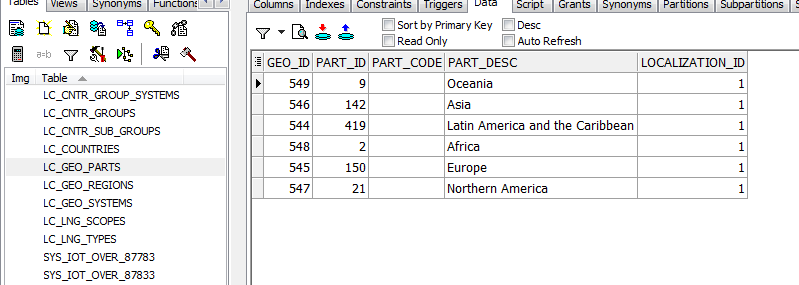 Tables Views Synonyms Functions
Columns Indexes Constraints Triggers Data Script Grants Synonyms Partitions Subpartitions
Sort by Primary Key Desc
Read Only Auto Refresh
Img Table
LC_CNTR_GROUP_SYSTEMS
LC_CNTR_GROUPS
LC_CNTR_SUB_GROUPS
LC_COUNTRIES
LC_GEO_PARTS
LC_GEO_REGIONS
LC_GEO_SYSTEMS
LC_LNG_SCOPES
LC_LNG_TYPES
SYS_IOT_OVER_87783
SYS_IOT_OVER_87833
GEO_ID PART_ID PART_CODE PART_DESC LOCALIZATION_ID
549 9 Oceania 1
546 142 Asia 1
544 419 Latin America and the Caribbean 1
548 2 Africa 1
545 150 Europe 1
547 21 Northern America 1